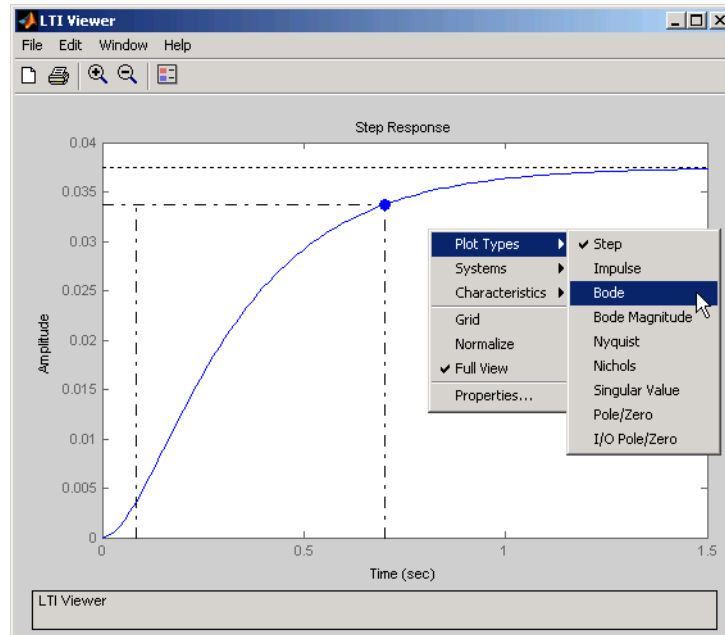 LTI Viewer
File Edit Window Help
Step Response
0.04
0.035
0.03
0.025
0.02
0.015
0.01
0.005
0
Amplitude
0 0.5 1 1.5
Time (sec)
Plot Types
Systems
Characteristics
Grid
Normalize
Full View
Properties...
Step
Impulse
Bode
Bode Magnitude
Nyquist
Nichols
Singular Value
Pole/Zero
I/O Pole/Zero
LTI Viewer